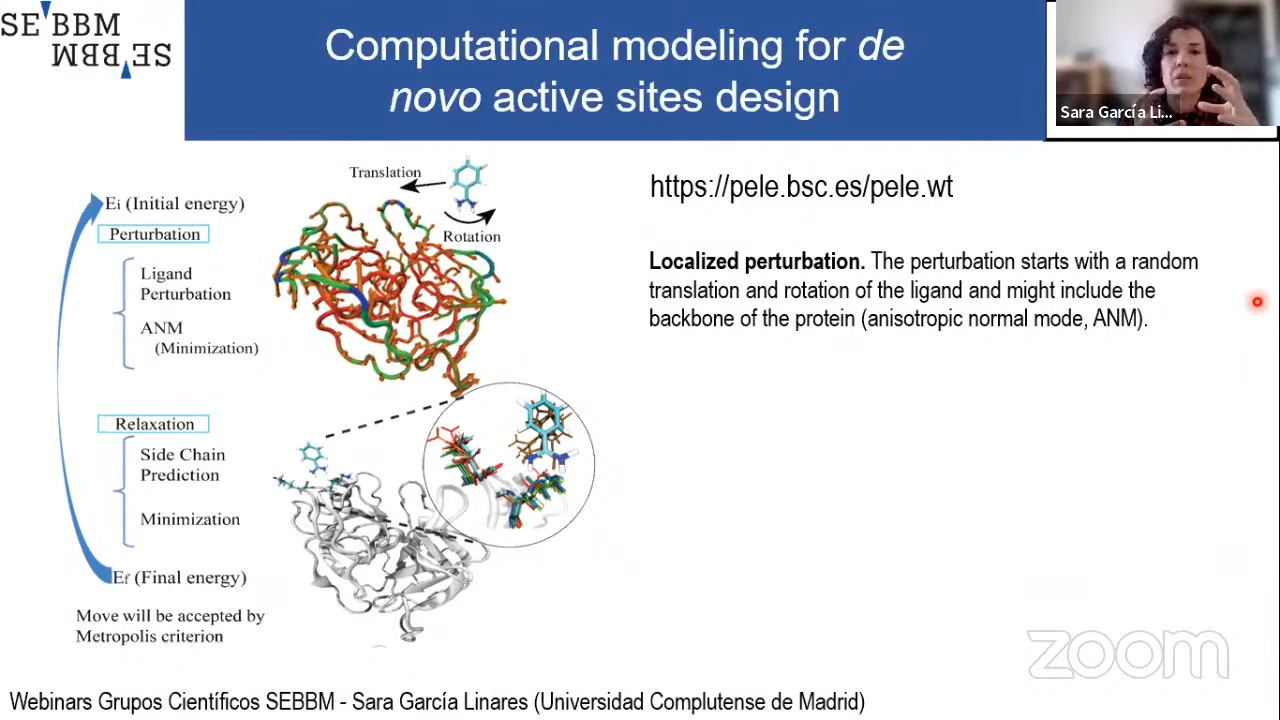 SEBBM
SEBBM
Computational modeling for de
novo active sites design
Sara García Li...
Translation
Rotation
Ei (Initial energy)
Perturbation
Ligand
Perturbation
ANM
(Minimization)
Relaxation
Side Chain
Prediction
Minimization
Ef (Final energy)
Move will be accepted by
Metropolis criterion
https://pele.bsc.es/pele.wt
Localized perturbation. The perturbation starts with a random
translation and rotation of the ligand and might include the
backbone of the protein (anisotropic normal mode, ANM).
zoom
Webinars Grupos Científicos SEBBM - Sara García Linares (Universidad Complutense de Madrid)